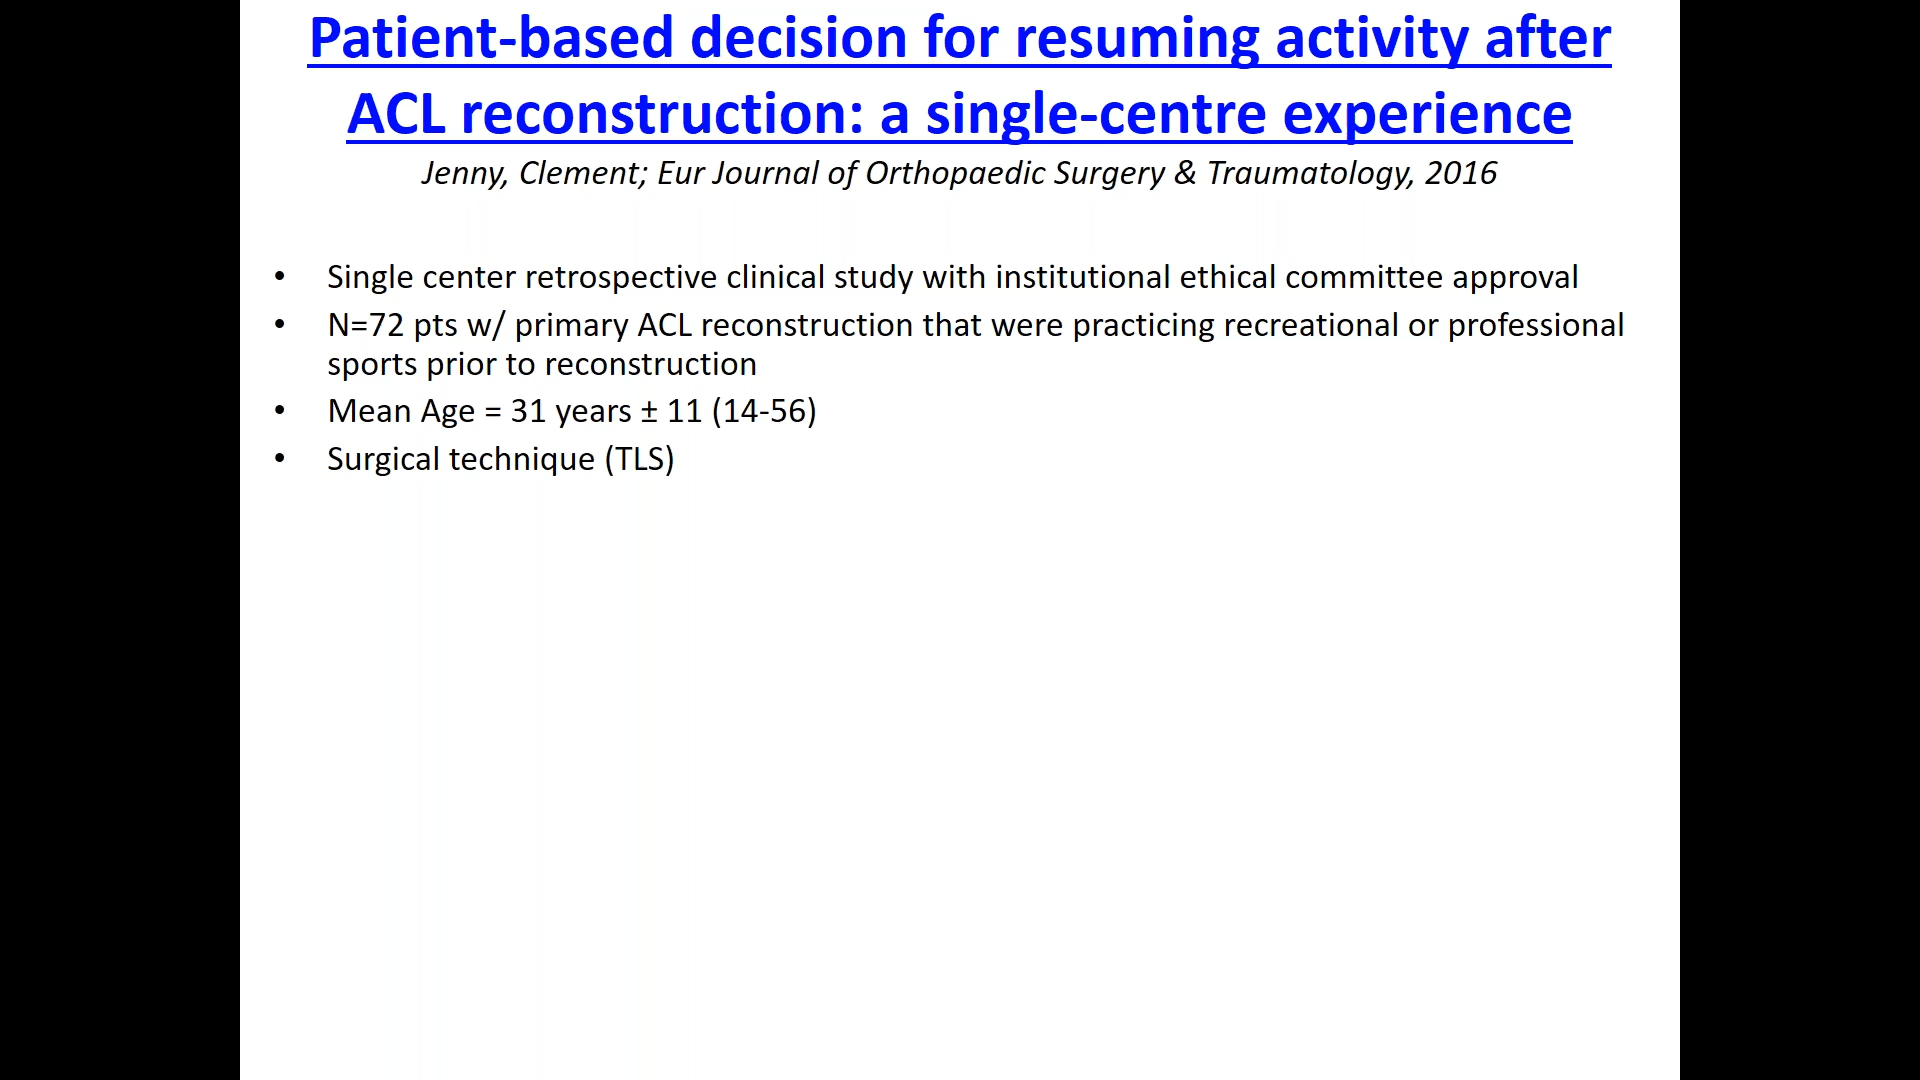 Patient-based decision for resuming activity after
ACL reconstruction: a single-centre experience
Jenny, Clement; Eur Journal of Orthopaedic Surgery & Traumatology, 2016
• Single center retrospective clinical study with institutional ethical committee approval
• N=72 pts w/ primary ACL reconstruction that were practicing recreational or professional
sports prior to reconstruction
• Mean Age = 31 years ± 11 (14-56)
• Surgical technique (TLS)